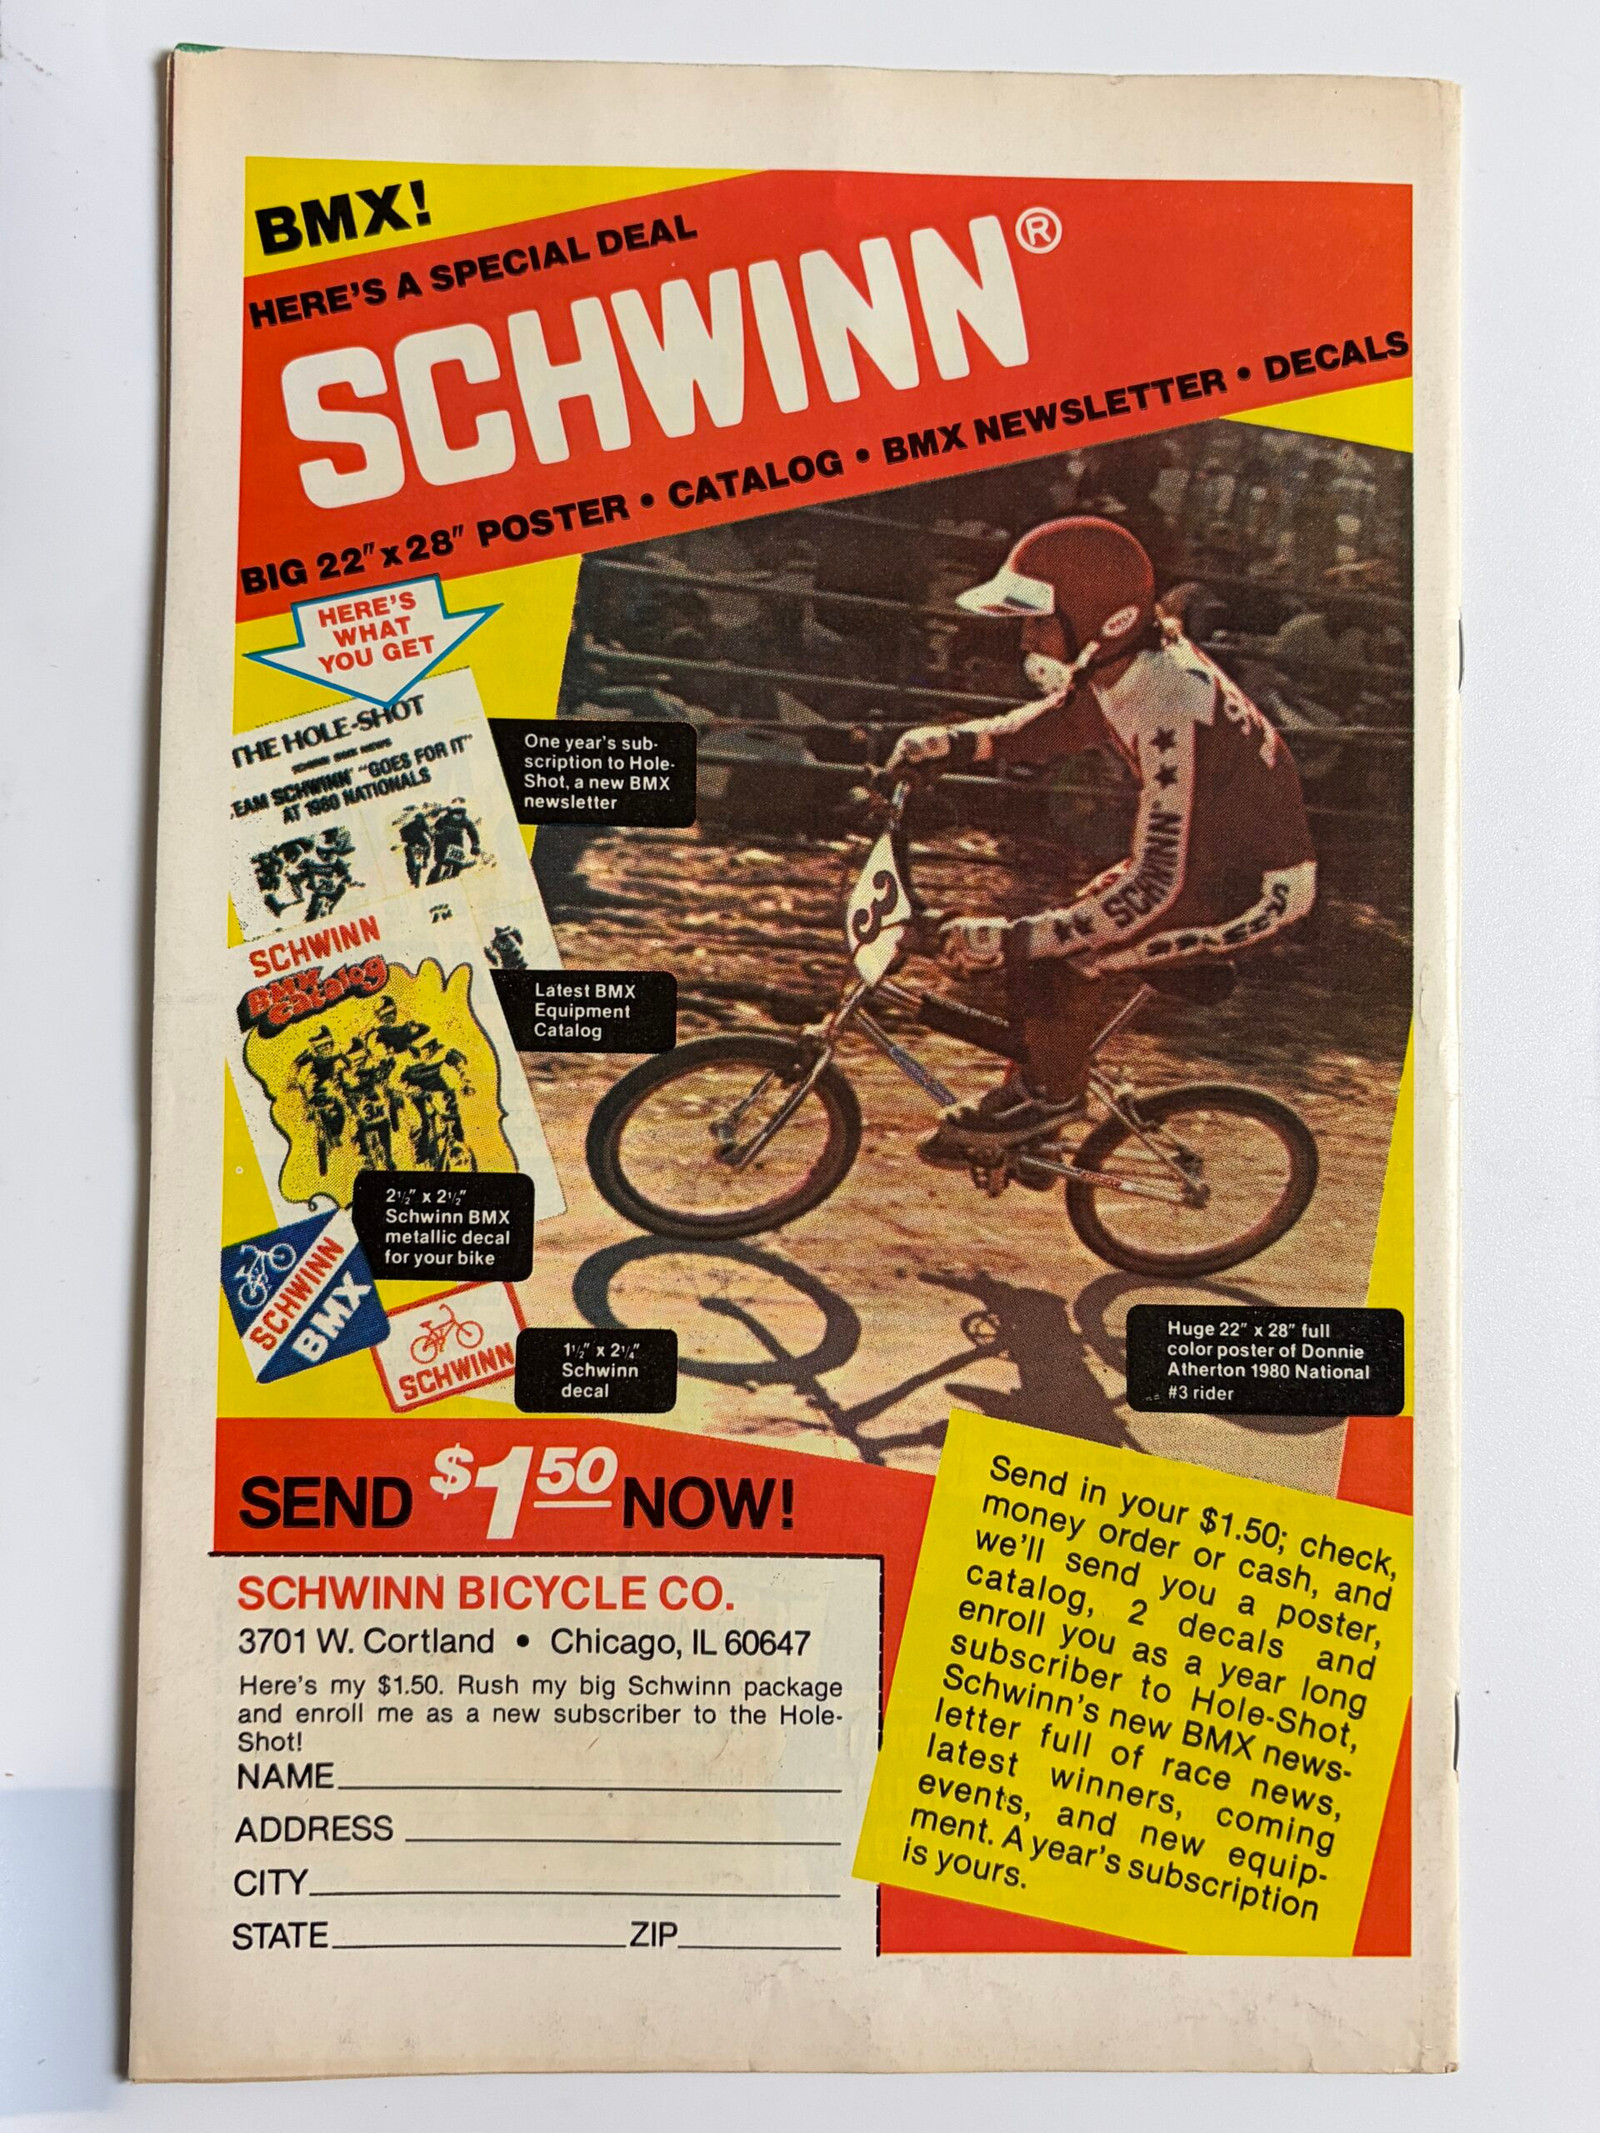 BMX!
HERE'S A SPECIAL DEAL
SCHWINN®
BIG 22" x 28" POSTER • CATALOG • BMX NEWSLETTER • DECALS
HERE'S
WHAT
YOU GET
THE HOLE-SHOT
EAM SCHWINN "GOES FOR IT"
AT 1980 NATIONALS
One year's sub-
scription to Hole-
Shot, a new BMX
newsletter
SCHWINN
BMX
Catalog
Latest BMX
Equipment
Catalog
2½" x 2½"
Schwinn BMX
metallic decal
for your bike
SCHWINN
BMX
SCHWINN
1½" x 2¼"
Schwinn
decal
3
SCHWINN
Huge 22" x 28" full
color poster of Donnie
Atherton 1980 National
#3 rider
SEND $1.50 NOW!
SCHWINN BICYCLE CO.
3701 W. Cortland • Chicago, IL 60647
Here's my $1.50. Rush my big Schwinn package
and enroll me as a new subscriber to the Hole-
Shot!
NAME
ADDRESS
CITY
STATE ZIP
Send in your $1.50; check,
money order or cash, and
we'll send you a poster,
catalog, 2 decals and
enroll you as a year long
subscriber to Hole-Shot,
Schwinn's new BMX news-
letter full of race news,
latest winners, coming
events, and new equip-
ment. A year's subscription
is yours.